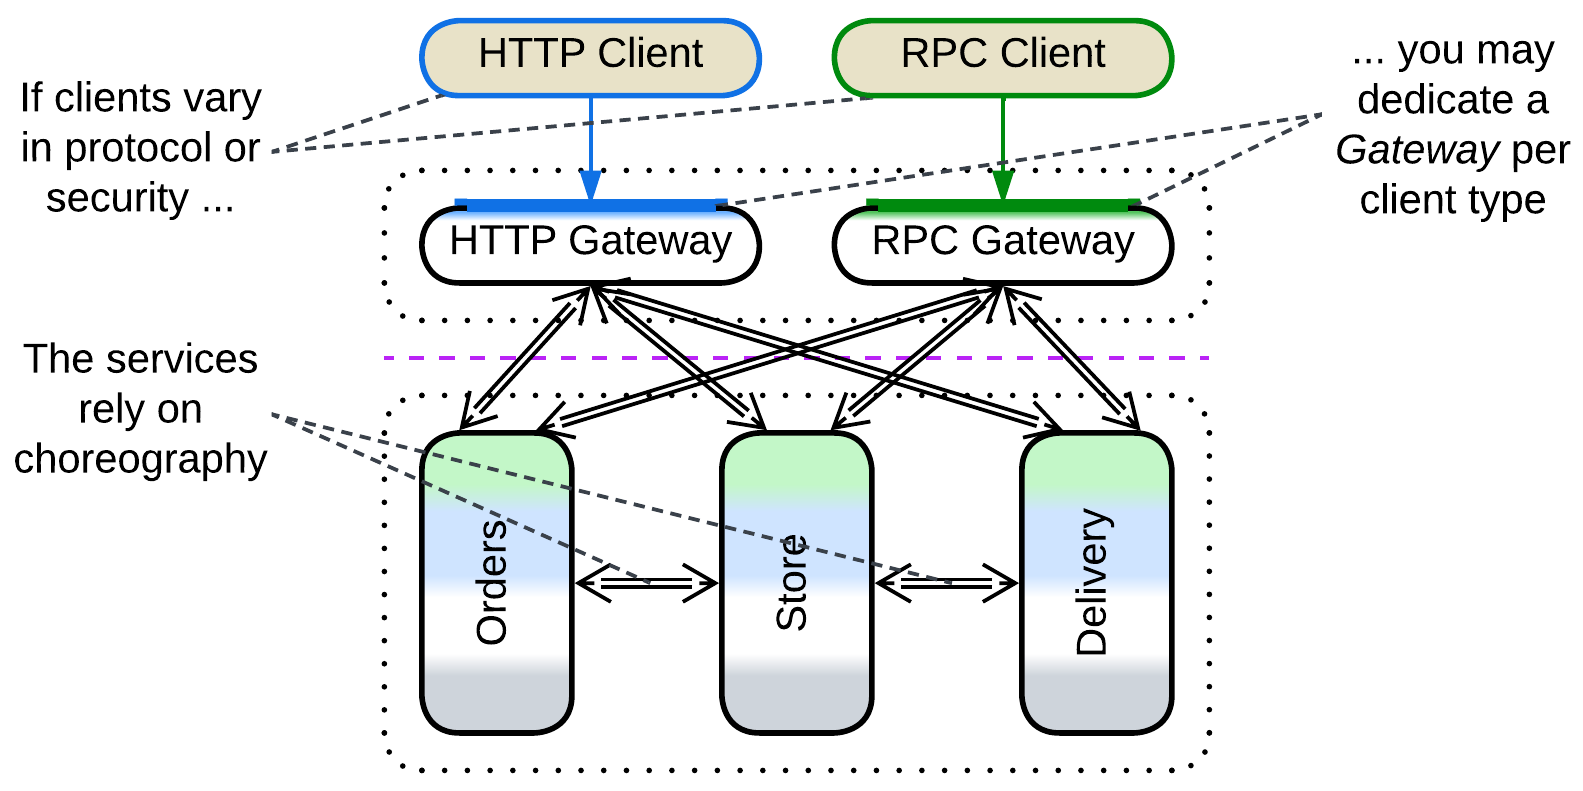 HTTP Client
RPC Client
If clients vary
in protocol or
security ...
... you may
dedicate a
Gateway per
client type
HTTP Gateway
RPC Gateway
The services
rely on
choreography
Orders
Store
Delivery